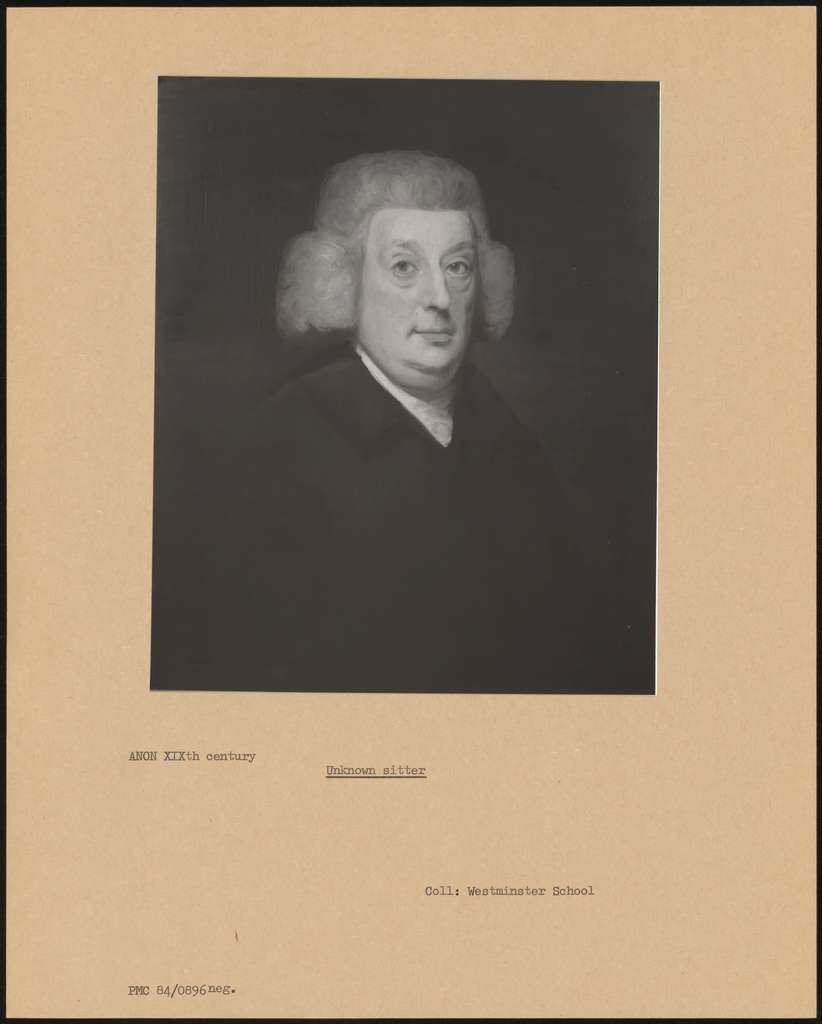 ANON XIXth century
Unknown sitter
Coll: Westminster School
PMC 84/0896neg.